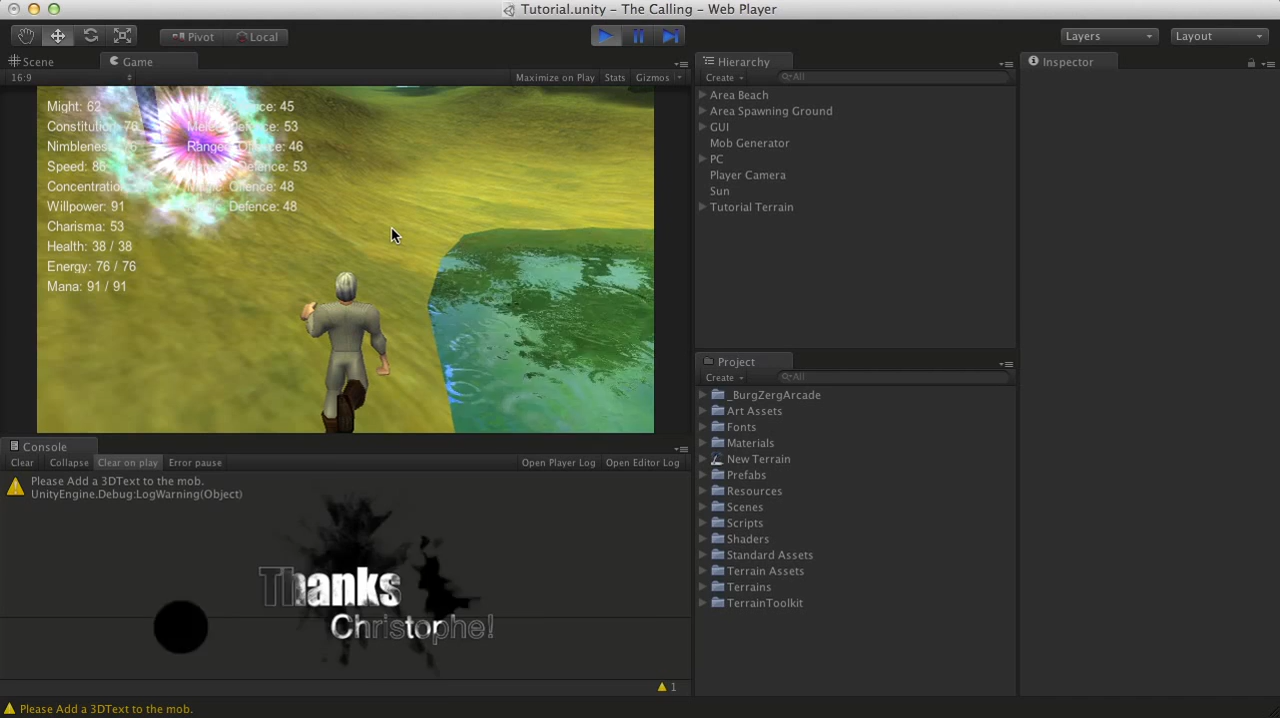 Tutorial.unity – The Calling – Web Player
Pivot Local
Layers Layout
Scene Game
16:9 Maximize on Play Stats Gizmos
Might: 62 45
Constitution: 76 Defence: 53
Nimbleness: Ranged Offence: 46
Speed: 86 Defence: 53
Concentration: Offence: 48
Willpower: 91 Defence: 48
Charisma: 53
Health: 38 / 38
Energy: 76 / 76
Mana: 91 / 91
Hierarchy
Create All
Area Beach
Area Spawning Ground
GUI
Mob Generator
PC
Player Camera
Sun
Tutorial Terrain
Inspector
Project
Create All
_BurgZergArcade
Art Assets
Fonts
Materials
New Terrain
Prefabs
Resources
Scenes
Scripts
Shaders
Standard Assets
Terrain Assets
Terrains
TerrainToolkit
Console
Clear Collapse Clear on play Error pause Open Player Log Open Editor Log
Please Add a 3DText to the mob.
UnityEngine.Debug:LogWarning(Object)
Thanks
Christophe!
1
Please Add a 3DText to the mob.